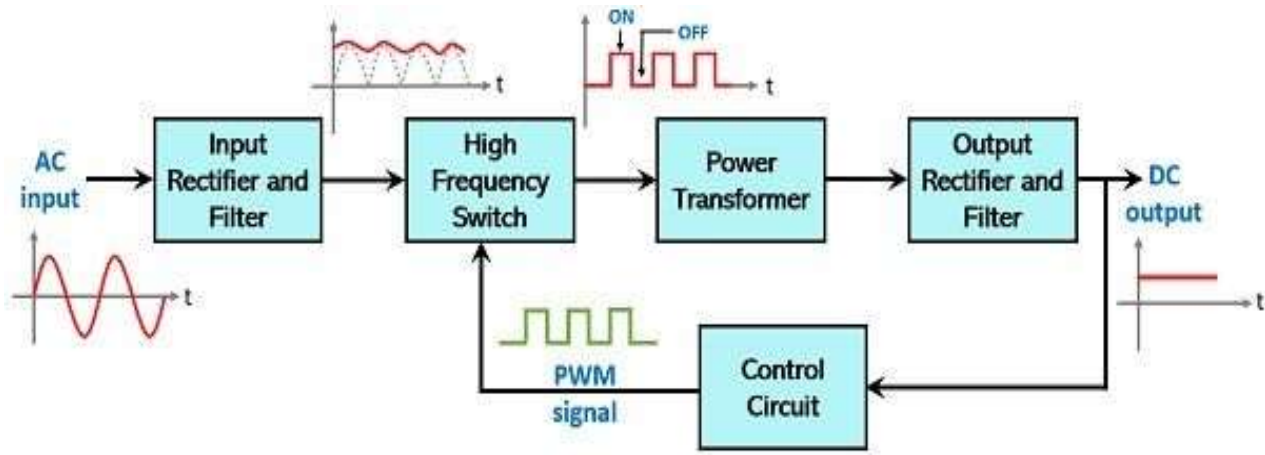 ON
OFF
t
t
AC
input
Input
Rectifier and
Filter
High
Frequency
Switch
Power
Transformer
Output
Rectifier and
Filter
DC
output
t
t
PWM
signal
Control
Circuit